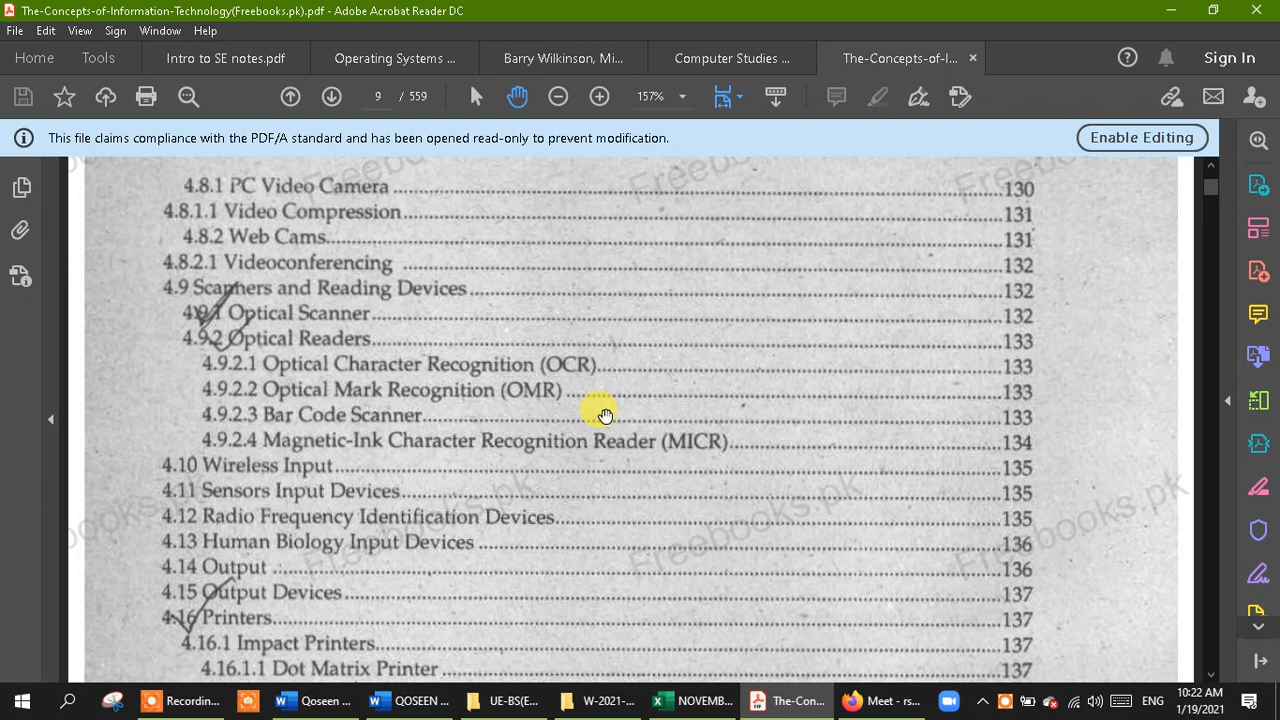 The-Concepts-of-Information-Technology(Freebooks.pk).pdf - Adobe Acrobat Reader DC
File Edit View Sign Window Help
Home Tools Intro to SE notes.pdf Operating Systems ... Barry Wilkinson, Mi... Computer Studies ... The-Concepts-of-I... × Sign In
9 / 559 157%
This file claims compliance with the PDF/A standard and has been opened read-only to prevent modification. Enable Editing
4.8.1 PC Video Camera 130
4.8.1.1 Video Compression 131
4.8.2 Web Cams 131
4.8.2.1 Videoconferencing 132
4.9 Scanners and Reading Devices 132
4.9.1 Optical Scanner 132
4.9.2 Optical Readers 133
4.9.2.1 Optical Character Recognition (OCR) 133
4.9.2.2 Optical Mark Recognition (OMR) 133
4.9.2.3 Bar Code Scanner 133
4.9.2.4 Magnetic-Ink Character Recognition Reader (MICR) 134
4.10 Wireless Input 135
4.11 Sensors Input Devices 135
4.12 Radio Frequency Identification Devices 135
4.13 Human Biology Input Devices 136
4.14 Output 136
4.15 Output Devices 137
4.16 Printers 137
4.16.1 Impact Printers 137
4.16.1.1 Dot Matrix Printer 137
Freebooks.pk
Recordin... Qoseen ... QOSEEN ... UE-BS(E... W-2021-... NOVEMB... The-Con... Meet - rs... ENG 10:22 AM
1/19/2021